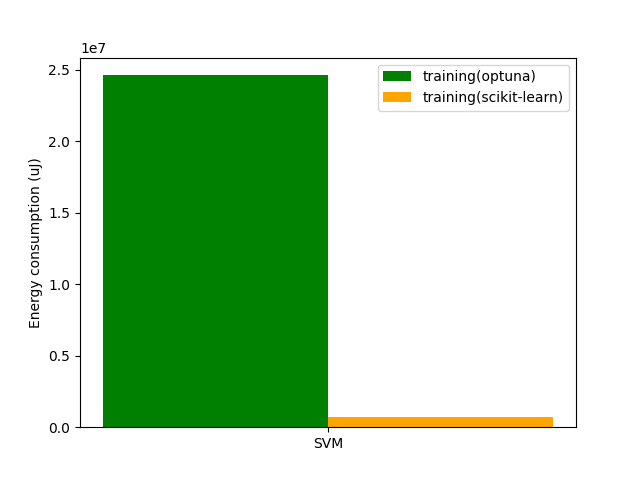 1e7
2.5
2.0
1.5
1.0
0.5
0.0
Energy consumption (uJ)
training(optuna)
training(scikit-learn)
SVM